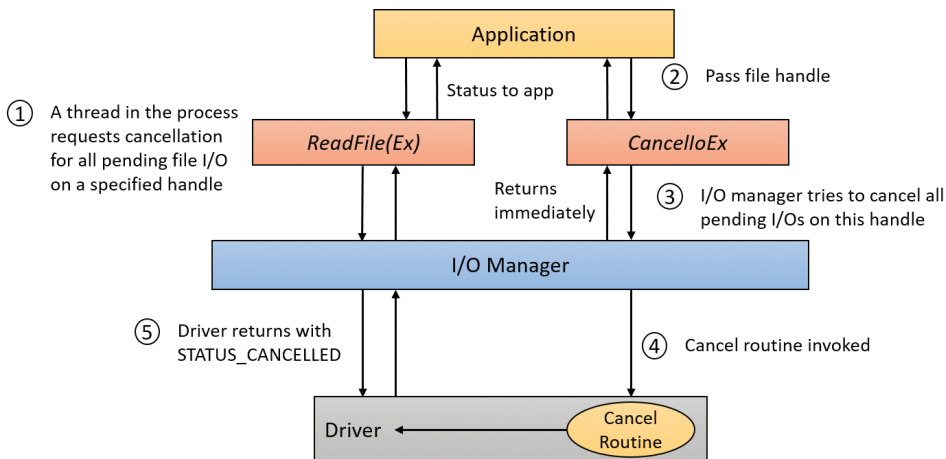 Application
Status to app
② Pass file handle
① A thread in the process
requests cancellation
for all pending file I/O
on a specified handle
ReadFile(Ex)
CancelloEx
Returns
immediately
③ I/O manager tries to cancel all
pending I/Os on this handle
I/O Manager
⑤ Driver returns with
STATUS_CANCELLED
④ Cancel routine invoked
Driver
Cancel
Routine